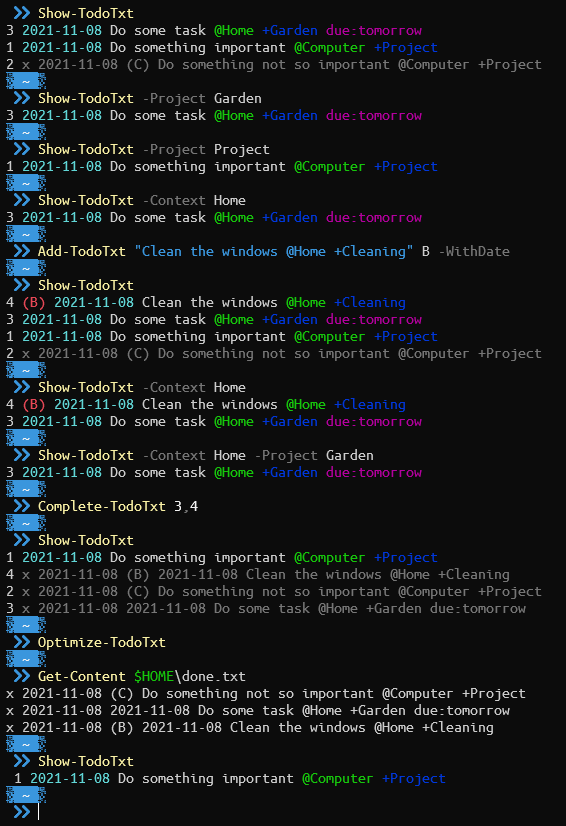 >> Show-TodoTxt
3 2021-11-08 Do some task @Home +Garden due:tomorrow
1 2021-11-08 Do something important @Computer +Project
2 x 2021-11-08 (C) Do something not so important @Computer +Project
~
>> Show-TodoTxt -Project Garden
3 2021-11-08 Do some task @Home +Garden due:tomorrow
~
>> Show-TodoTxt -Project Project
1 2021-11-08 Do something important @Computer +Project
~
>> Show-TodoTxt -Context Home
3 2021-11-08 Do some task @Home +Garden due:tomorrow
~
>> Add-TodoTxt "Clean the windows @Home +Cleaning" B -WithDate
~
>> Show-TodoTxt
4 (B) 2021-11-08 Clean the windows @Home +Cleaning
3 2021-11-08 Do some task @Home +Garden due:tomorrow
1 2021-11-08 Do something important @Computer +Project
2 x 2021-11-08 (C) Do something not so important @Computer +Project
~
>> Show-TodoTxt -Context Home
4 (B) 2021-11-08 Clean the windows @Home +Cleaning
3 2021-11-08 Do some task @Home +Garden due:tomorrow
~
>> Show-TodoTxt -Context Home -Project Garden
3 2021-11-08 Do some task @Home +Garden due:tomorrow
~
>> Complete-TodoTxt 3,4
~
>> Show-TodoTxt
1 2021-11-08 Do something important @Computer +Project
4 x 2021-11-08 (B) 2021-11-08 Clean the windows @Home +Cleaning
2 x 2021-11-08 (C) Do something not so important @Computer +Project
3 x 2021-11-08 2021-11-08 Do some task @Home +Garden due:tomorrow
~
>> Optimize-TodoTxt
~
>> Get-Content $HOME\done.txt
x 2021-11-08 (C) Do something not so important @Computer +Project
x 2021-11-08 2021-11-08 Do some task @Home +Garden due:tomorrow
x 2021-11-08 (B) 2021-11-08 Clean the windows @Home +Cleaning
~
>> Show-TodoTxt
1 2021-11-08 Do something important @Computer +Project
~
>>